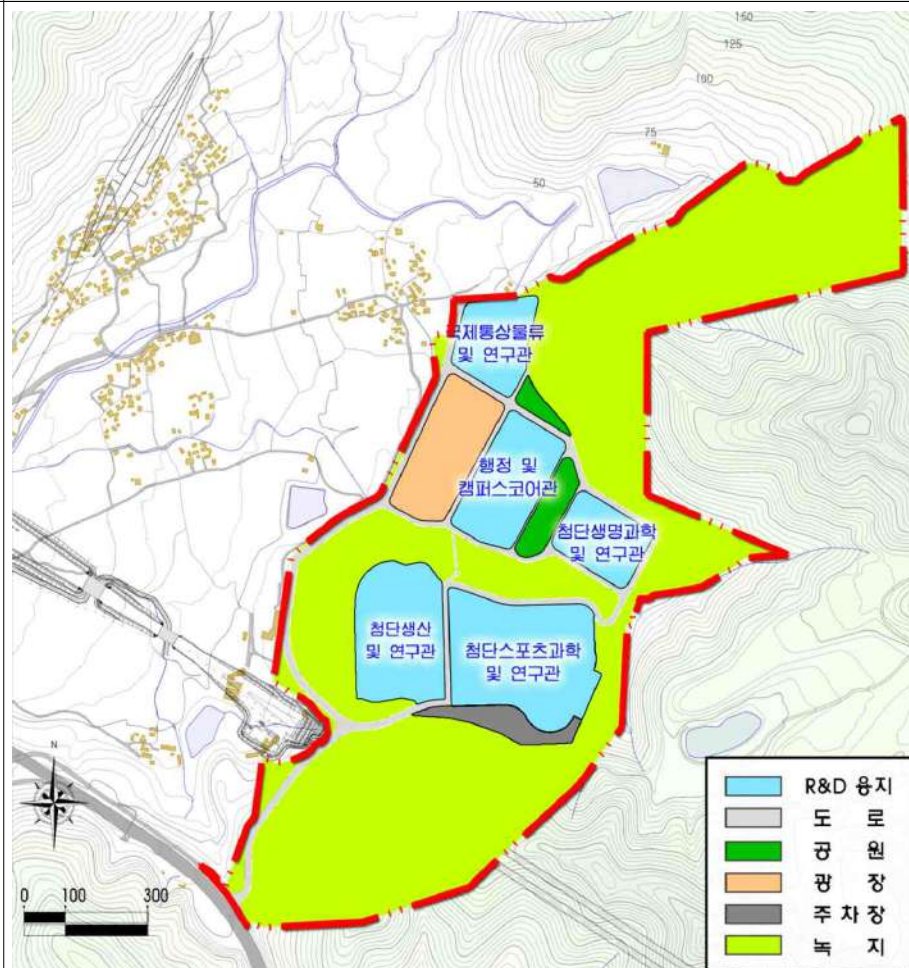 150
125
100
75
50
국제통상물류
및 연구관
행정 및
캠퍼스코어관
첨단생명과학
및 연구관
첨단생산
및 연구관
첨단스포츠과학
및 연구관
N
0 100 300
R&D 용지
도 로
공 원
광 장
주 차 장
녹 지